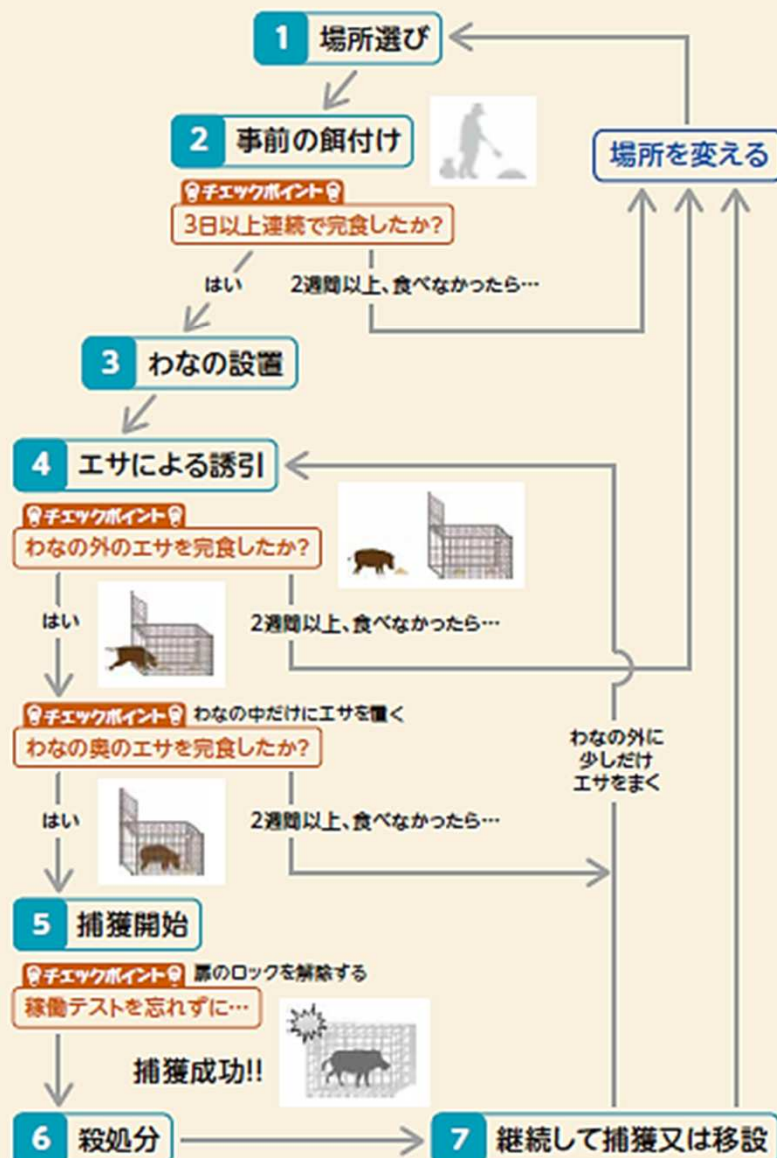 1 場所選び
2 事前の餌付け
場所を変える
チェックポイント
3日以上連続で完食したか?
はい
2週間以上、食べなかったら…
3 わなの設置
4 エサによる誘引
チェックポイント
わなの外のエサを完食したか?
はい
2週間以上、食べなかったら…
チェックポイント わなの中だけにエサを置く
わなの奥のエサを完食したか?
わなの外に
少しだけ
エサをまく
はい
2週間以上、食べなかったら…
5 捕獲開始
チェックポイント 扉のロックを解除する
稼働テストを忘れずに…
捕獲成功!!
6 殺処分
7 継続して捕獲又は移設